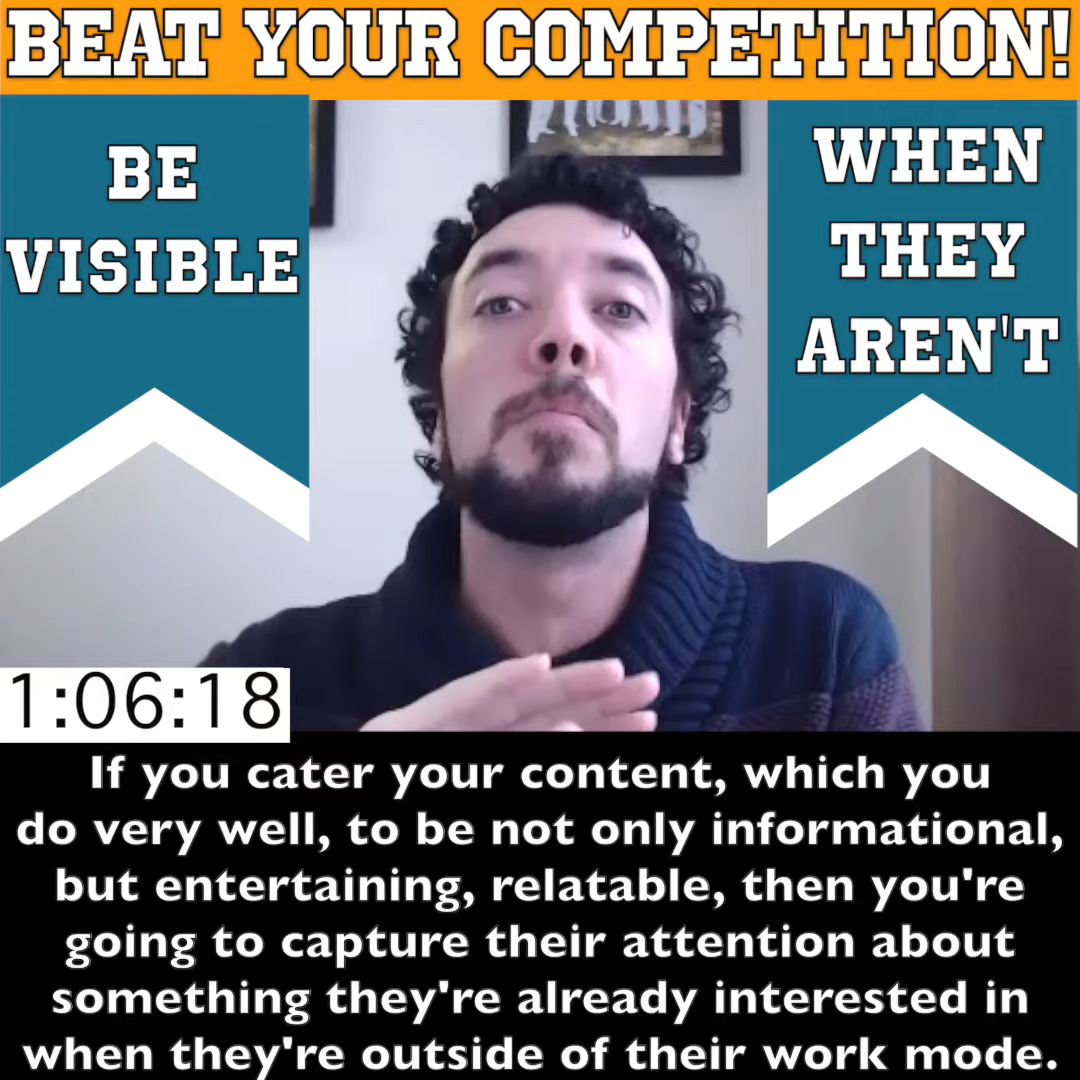 BEAT YOUR COMPETITION!
BE
VISIBLE
WHEN
THEY
AREN'T
1:06:18
If you cater your content, which you
do very well, to be not only informational,
but entertaining, relatable, then you're
going to capture their attention about
something they're already interested in
when they're outside of their work mode.